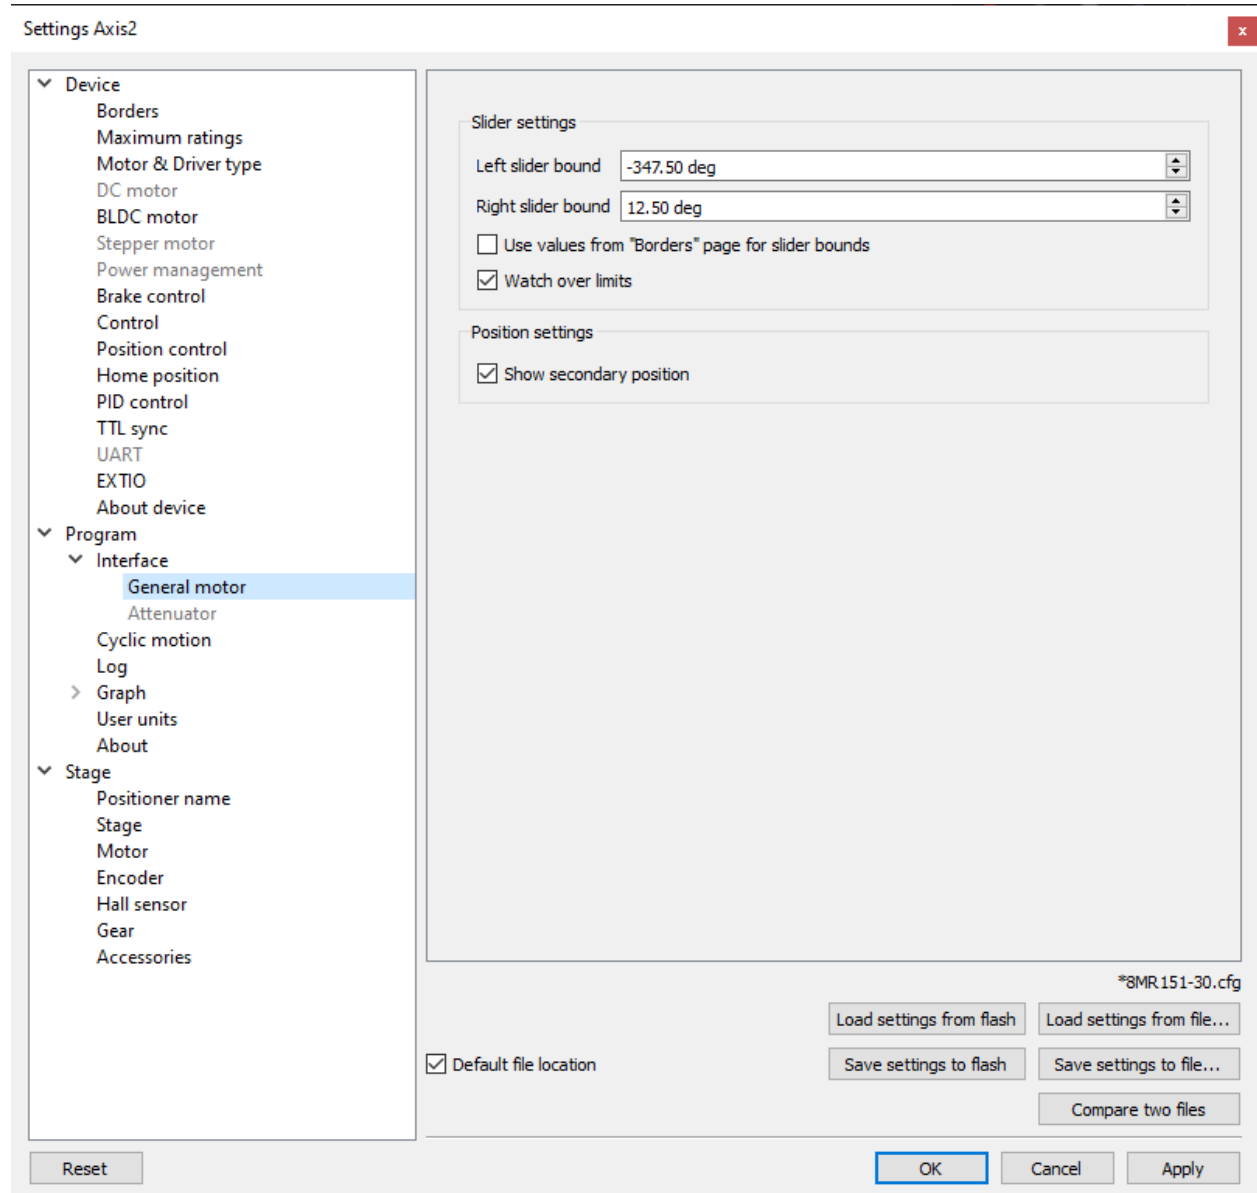 Settings Axis2
x
Device
Borders
Maximum ratings
Motor & Driver type
DC motor
BLDC motor
Stepper motor
Power management
Brake control
Control
Position control
Home position
PID control
TTL sync
UART
EXTIO
About device
Program
Interface
General motor
Attenuator
Cyclic motion
Log
Graph
User units
About
Stage
Positioner name
Stage
Motor
Encoder
Hall sensor
Gear
Accessories
Slider settings
Left slider bound -347.50 deg
Right slider bound 12.50 deg
Use values from "Borders" page for slider bounds
Watch over limits
Position settings
Show secondary position
*8MR151-30.cfg
Load settings from flash Load settings from file...
Default file location Save settings to flash Save settings to file...
Compare two files
Reset OK Cancel Apply